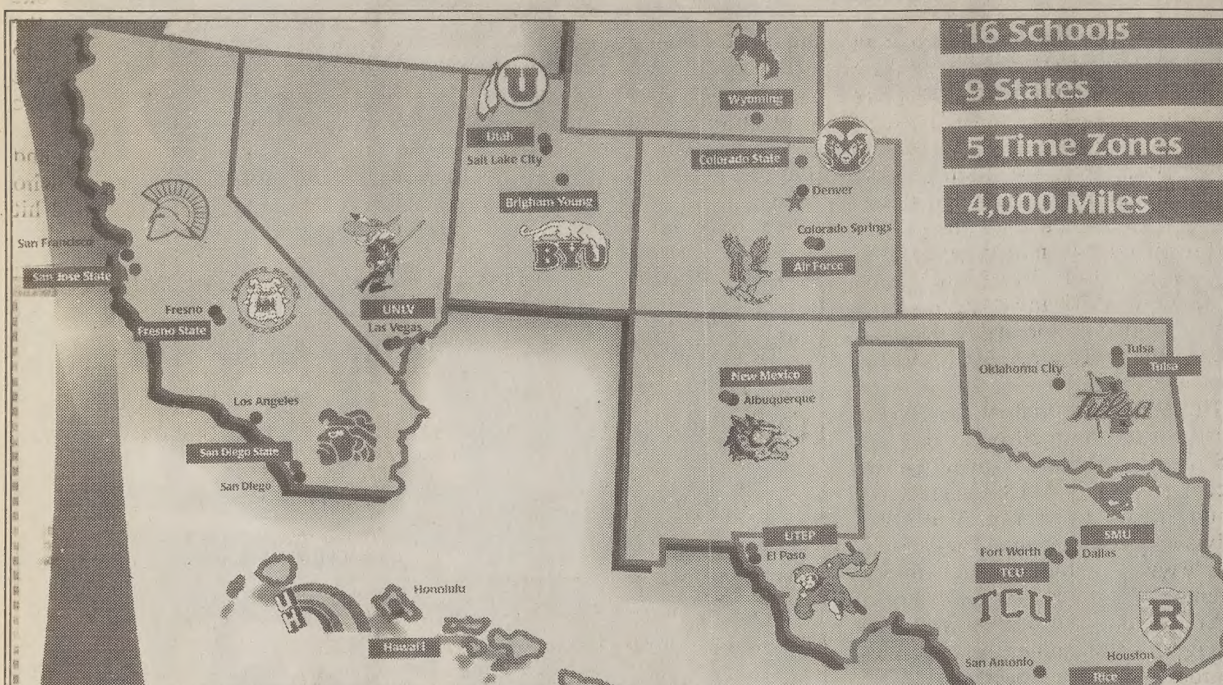 16 Schools
9 States
5 Time Zones
4,000 Miles
Wyoming
U
Utah
Salt Lake City
Brigham Young
BYU
Colorado State
Denver
Colorado Springs
Air Force
San Francisco
San Jose State
Fresno
Fresno State
UNLV
Las Vegas
Los Angeles
San Diego State
San Diego
New Mexico
Albuquerque
Tulsa
Tulsa
Oklahoma City
Tulsa
UTEP
El Paso
SMU
Dallas
Fort Worth
TCU
TCU
R
Houston
Rice
San Antonio
UH
Honolulu
Hawai'i